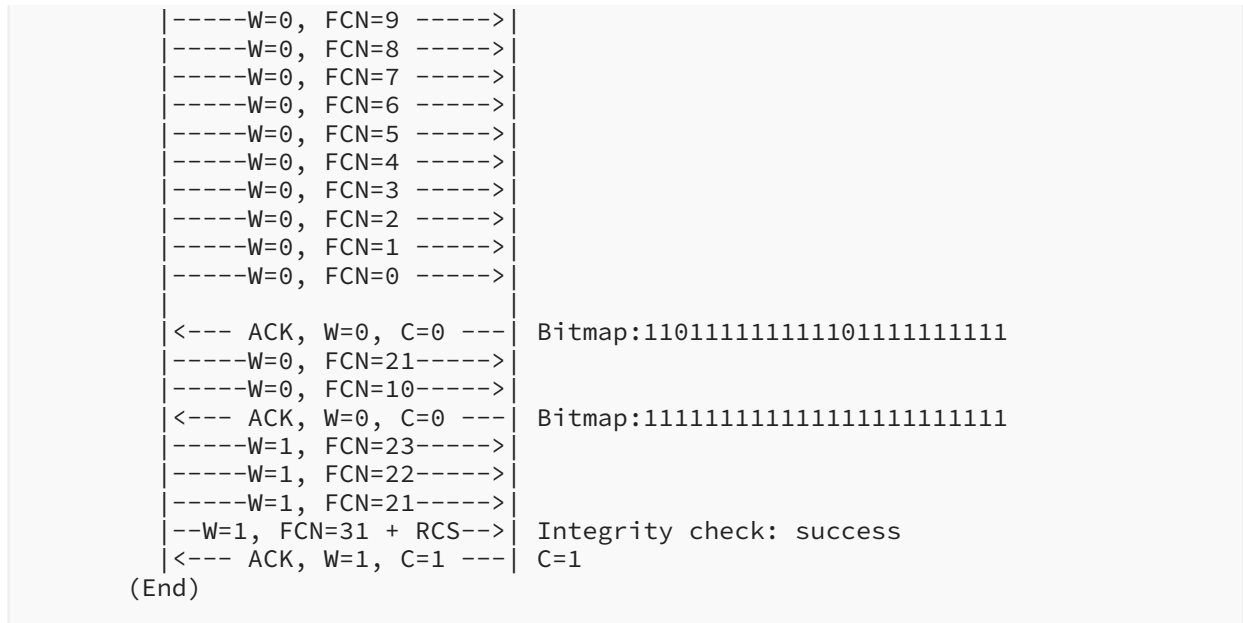 |-----W=0, FCN=9 ----->|
|-----W=0, FCN=8 ----->|
|-----W=0, FCN=7 ----->|
|-----W=0, FCN=6 ----->|
|-----W=0, FCN=5 ----->|
|-----W=0, FCN=4 ----->|
|-----W=0, FCN=3 ----->|
|-----W=0, FCN=2 ----->|
|-----W=0, FCN=1 ----->|
|-----W=0, FCN=0 ----->|
|                      |
|<--- ACK, W=0, C=0 ---| Bitmap:110111111111101111111111
|-----W=0, FCN=21----->|
|-----W=0, FCN=10----->|
|<--- ACK, W=0, C=0 ---| Bitmap:111111111111111111111111
|-----W=1, FCN=23----->|
|-----W=1, FCN=22----->|
|-----W=1, FCN=21----->|
|--W=1, FCN=31 + RCS-->| Integrity check: success
|<--- ACK, W=1, C=1 ---| C=1
(End)